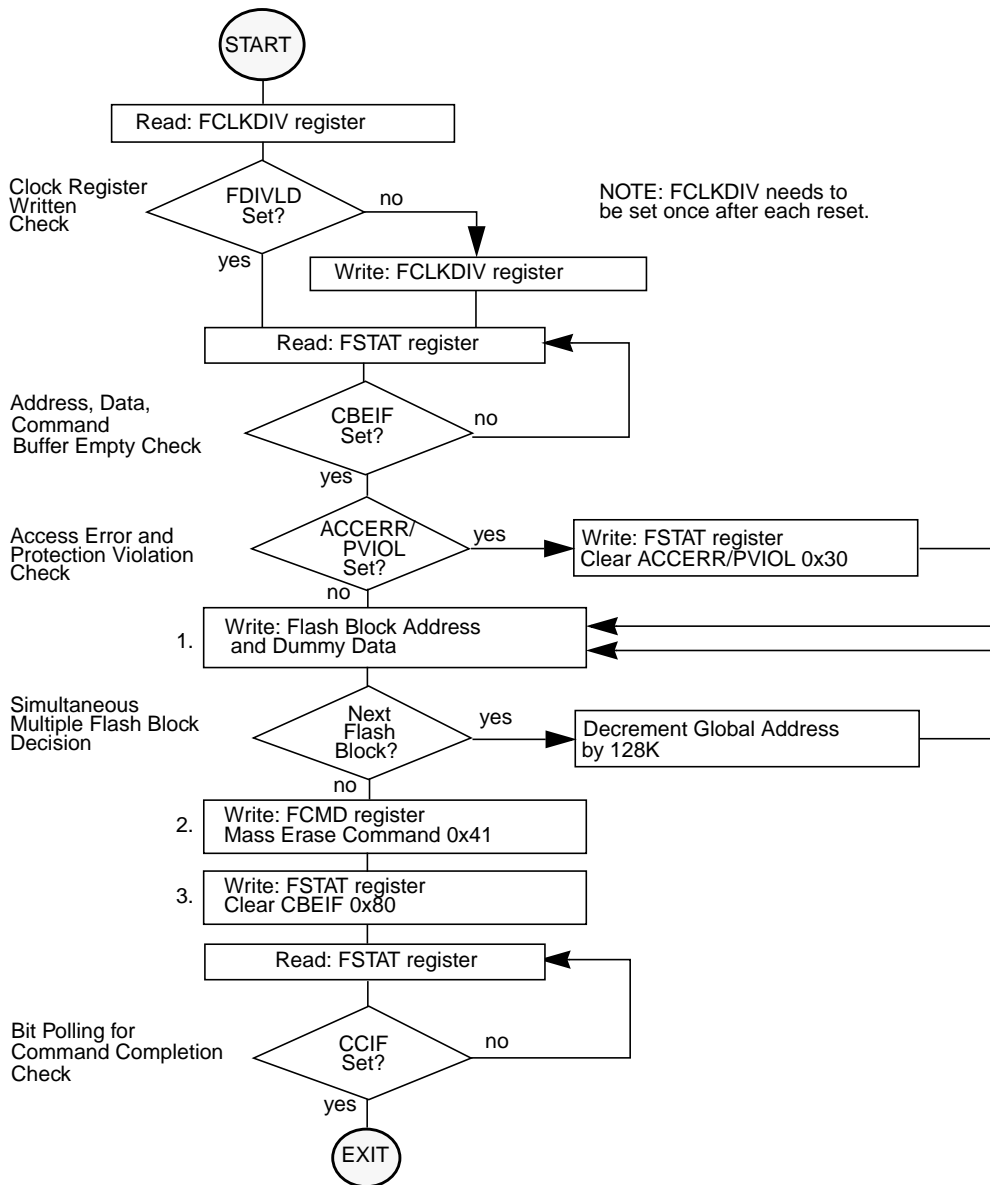 START
Read: FCLKDIV register
Clock Register
Written
Check
FDIVLD
Set?
no
NOTE: FCLKDIV needs to
be set once after each reset.
yes
Write: FCLKDIV register
Read: FSTAT register
Address, Data,
Command
Buffer Empty Check
CBEIF
Set?
no
yes
Access Error and
Protection Violation
Check
ACCERR/
PVIOL
Set?
yes
Write: FSTAT register
Clear ACCERR/PVIOL 0x30
no
1.
Write: Flash Block Address
and Dummy Data
Simultaneous
Multiple Flash Block
Decision
Next
Flash
Block?
yes
Decrement Global Address
by 128K
no
2.
Write: FCMD register
Mass Erase Command 0x41
3.
Write: FSTAT register
Clear CBEIF 0x80
Read: FSTAT register
Bit Polling for
Command Completion
Check
CCIF
Set?
no
yes
EXIT